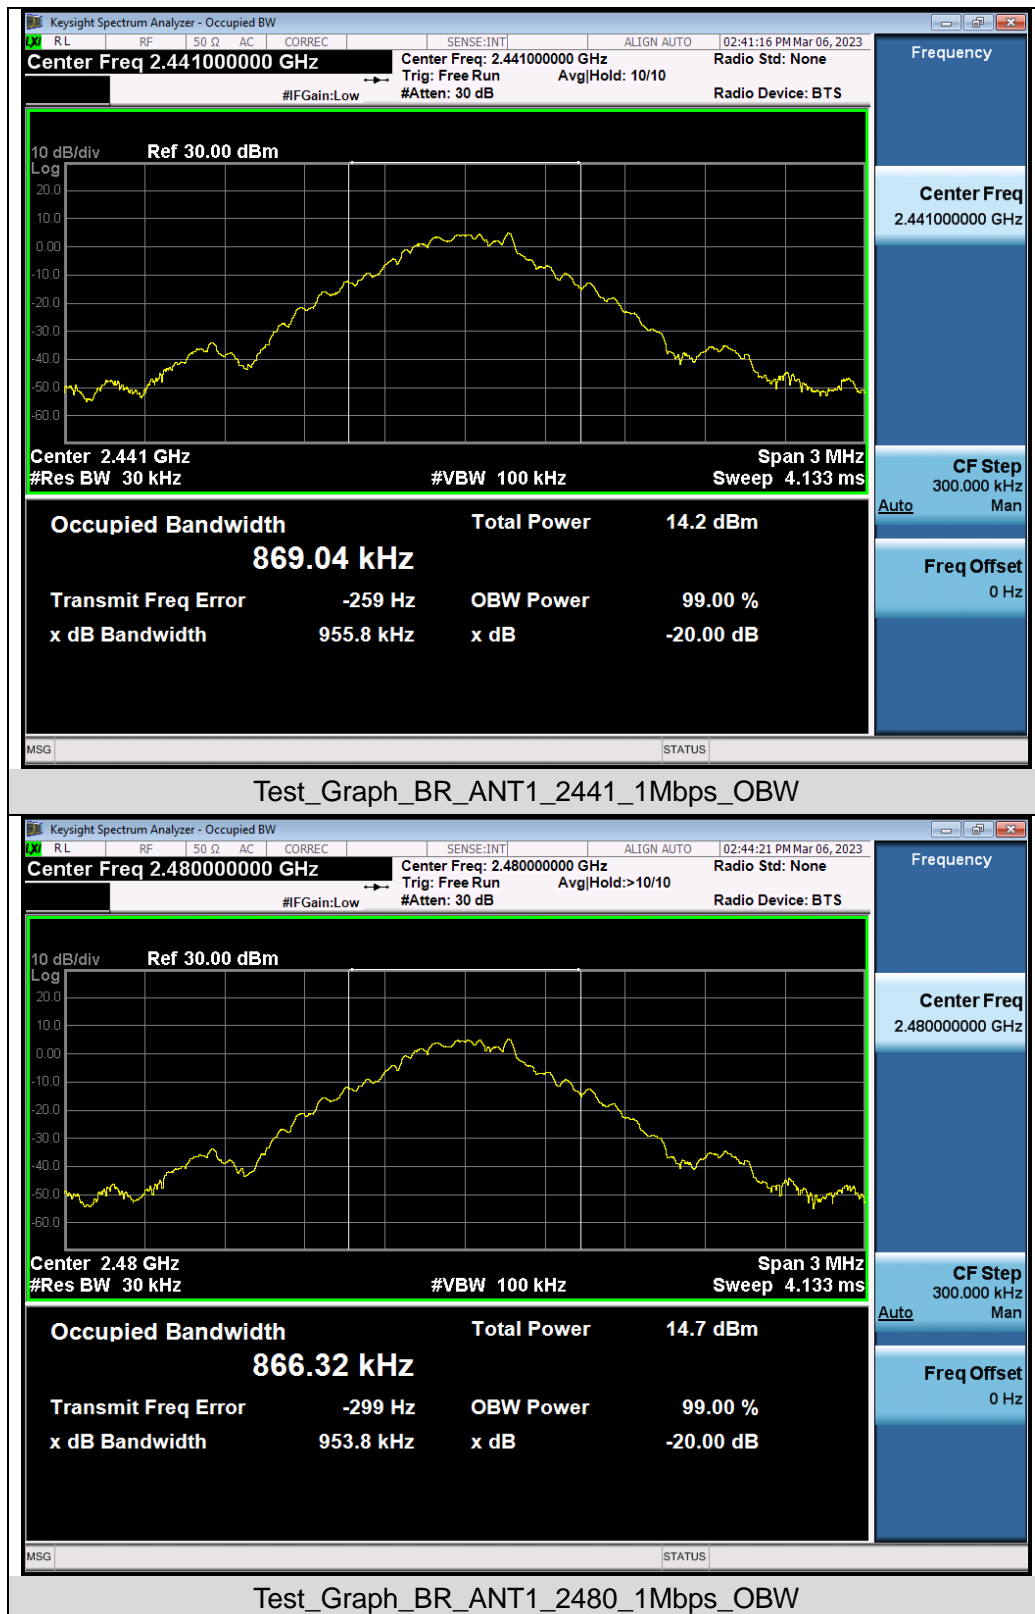 Keysight Spectrum Analyzer - Occupied BW
LXI RL RF 50 Ω AC CORREC SENSE:INT ALIGN AUTO 02:41:16 PM Mar 06, 2023
Center Freq 2.441000000 GHz Center Freq: 2.441000000 GHz Radio Std: None Frequency
Trig: Free Run Avg|Hold: 10/10
#IFGain:Low #Atten: 30 dB Radio Device: BTS
10 dB/div Ref 30.00 dBm
Log
20.0
10.0
0.00
-10.0
-20.0
-30.0
-40.0
-50.0
-60.0
Center Freq
2.441000000 GHz
Center 2.441 GHz Span 3 MHz
#Res BW 30 kHz #VBW 100 kHz Sweep 4.133 ms
CF Step
300.000 kHz
Auto Man
Occupied Bandwidth Total Power 14.2 dBm
869.04 kHz
Freq Offset
0 Hz
Transmit Freq Error -259 Hz OBW Power 99.00 %
x dB Bandwidth 955.8 kHz x dB -20.00 dB
MSG STATUS
Test_Graph_BR_ANT1_2441_1Mbps_OBW
Keysight Spectrum Analyzer - Occupied BW
LXI RL RF 50 Ω AC CORREC SENSE:INT ALIGN AUTO 02:44:21 PM Mar 06, 2023
Center Freq 2.480000000 GHz Center Freq: 2.480000000 GHz Radio Std: None Frequency
Trig: Free Run Avg|Hold:>10/10
#IFGain:Low #Atten: 30 dB Radio Device: BTS
10 dB/div Ref 30.00 dBm
Log
20.0
10.0
0.00
-10.0
-20.0
-30.0
-40.0
-50.0
-60.0
Center Freq
2.480000000 GHz
Center 2.48 GHz Span 3 MHz
#Res BW 30 kHz #VBW 100 kHz Sweep 4.133 ms
CF Step
300.000 kHz
Auto Man
Occupied Bandwidth Total Power 14.7 dBm
866.32 kHz
Freq Offset
0 Hz
Transmit Freq Error -299 Hz OBW Power 99.00 %
x dB Bandwidth 953.8 kHz x dB -20.00 dB
MSG STATUS
Test_Graph_BR_ANT1_2480_1Mbps_OBW